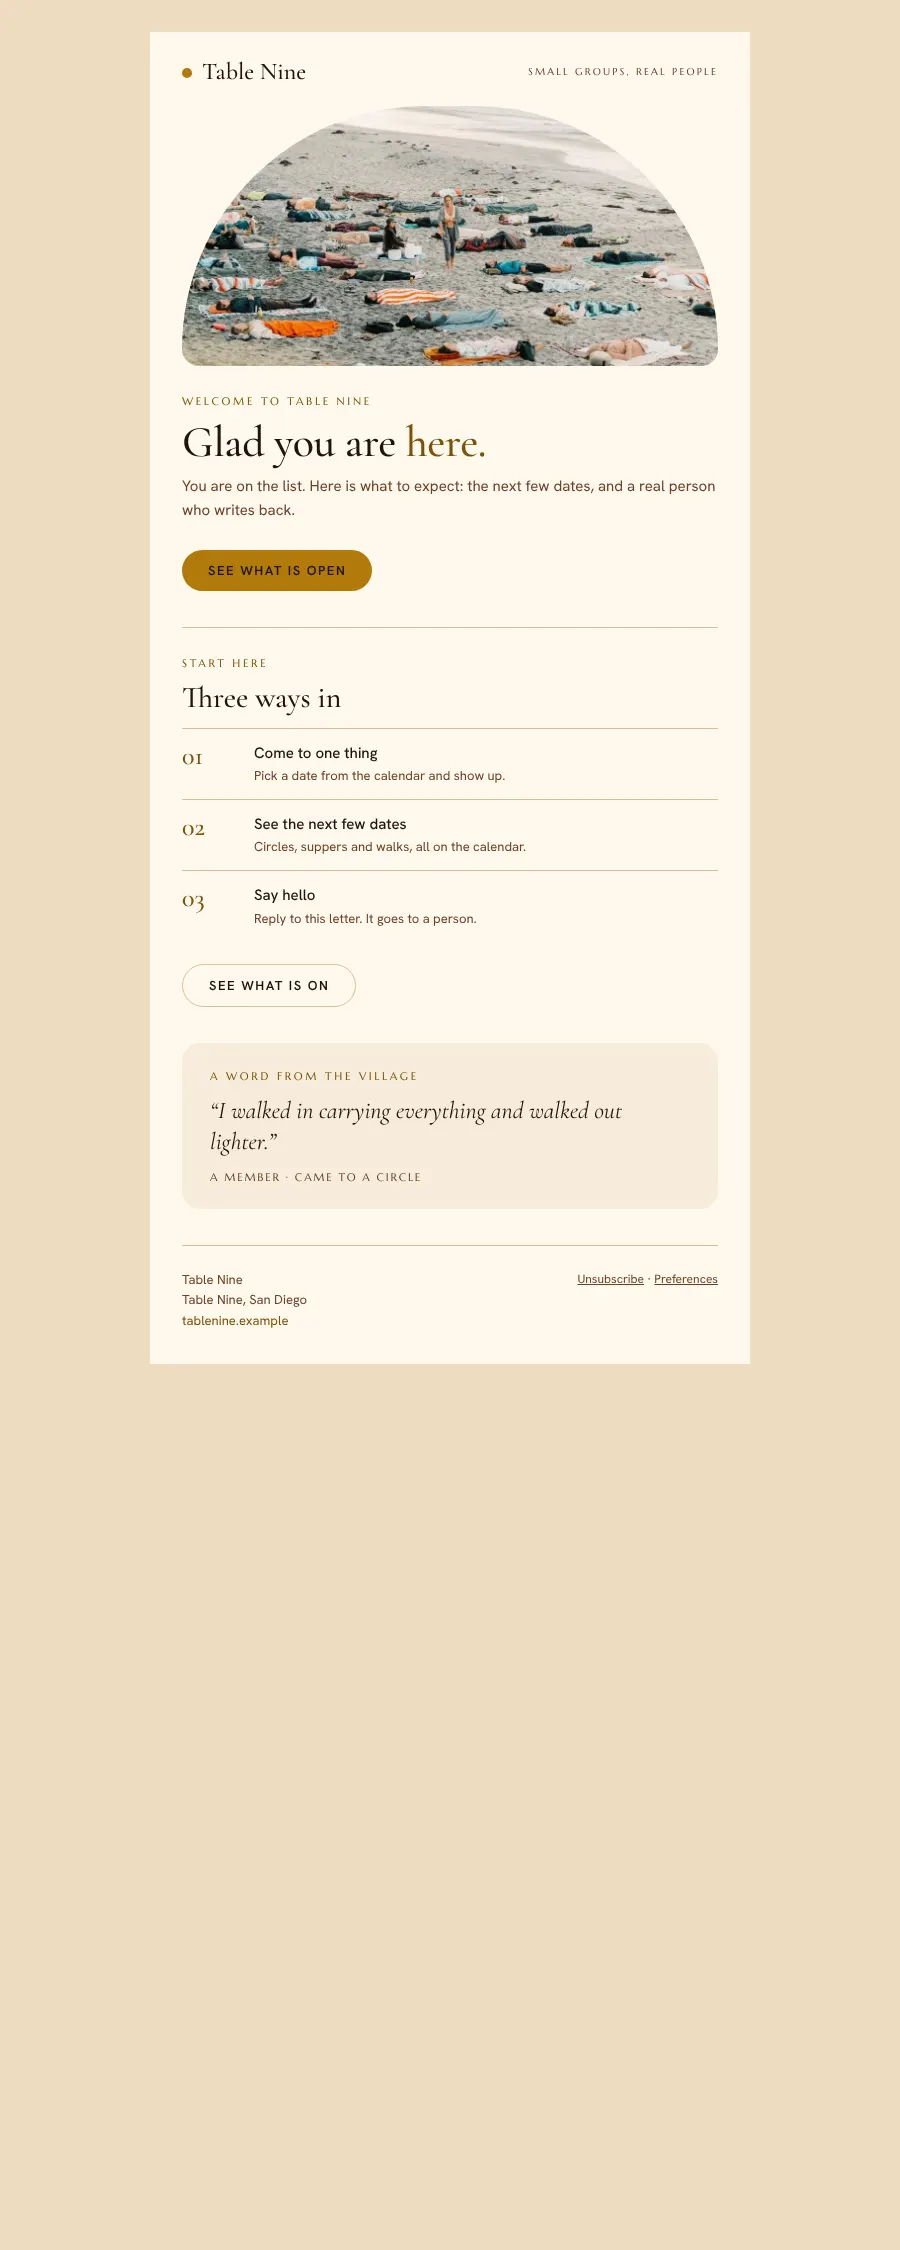 Table Nine
SMALL GROUPS, REAL PEOPLE
WELCOME TO TABLE NINE
Glad you are here.
You are on the list. Here is what to expect: the next few dates, and a real person
who writes back.
SEE WHAT IS OPEN
START HERE
Three ways in
01
Come to one thing
Pick a date from the calendar and show up.
02
See the next few dates
Circles, suppers and walks, all on the calendar.
03
Say hello
Reply to this letter. It goes to a person.
SEE WHAT IS ON
A WORD FROM THE VILLAGE
“I walked in carrying everything and walked out
lighter.”
A MEMBER · CAME TO A CIRCLE
Table Nine
Unsubscribe · Preferences
Table Nine, San Diego
tablenine.example